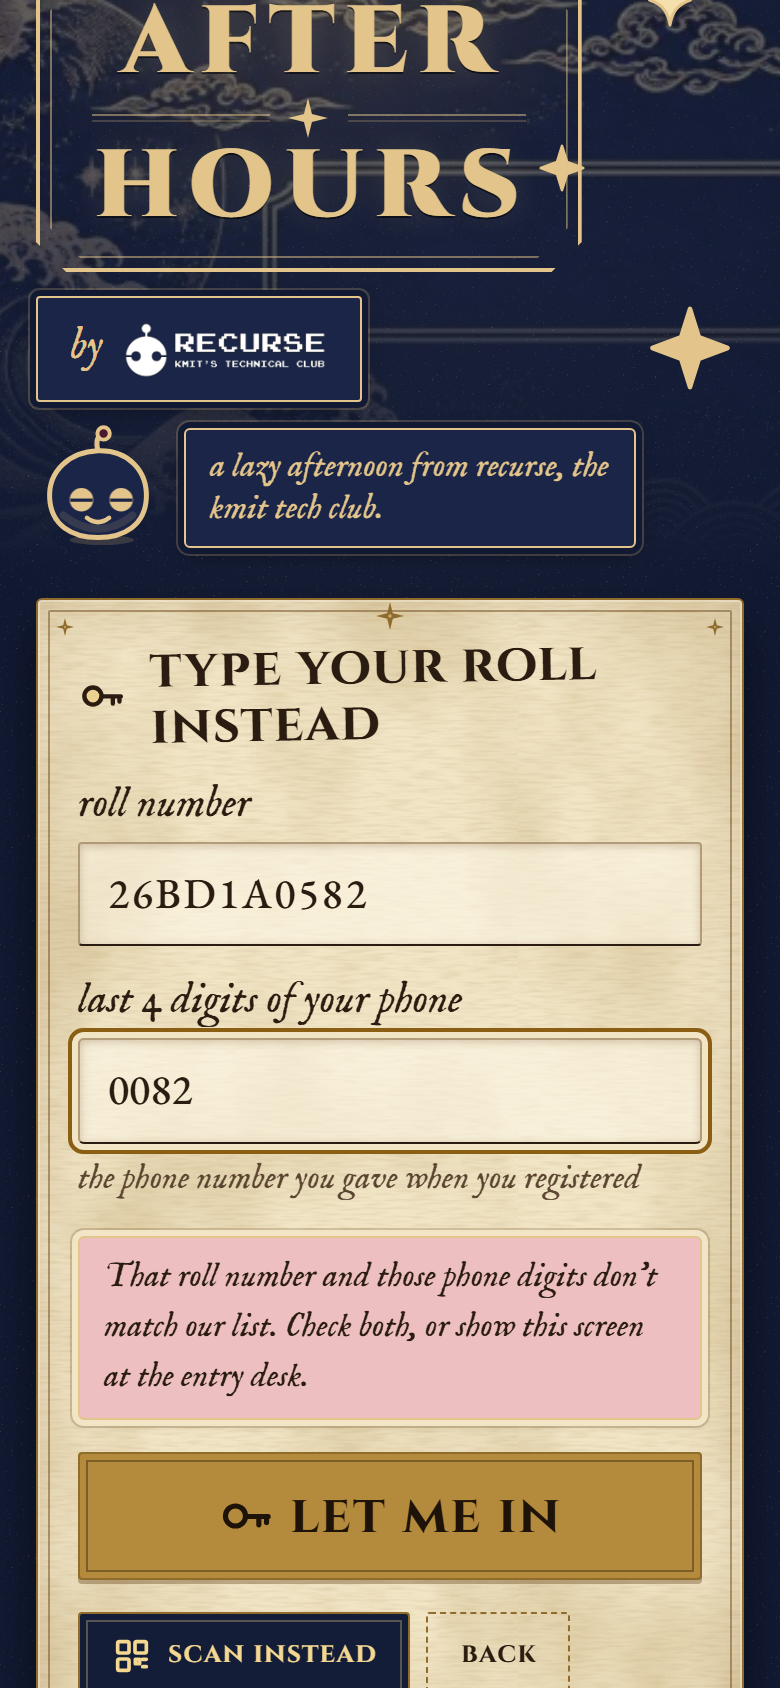 AFTER
HOURS
by RECURSE
KMIT'S TECHNICAL CLUB
a lazy afternoon from recurse, the
kmit tech club.
TYPE YOUR ROLL
INSTEAD
roll number
26BD1A0582
last 4 digits of your phone
0082
the phone number you gave when you registered
That roll number and those phone digits don't
match our list. Check both, or show this screen
at the entry desk.
LET ME IN
SCAN INSTEAD
BACK